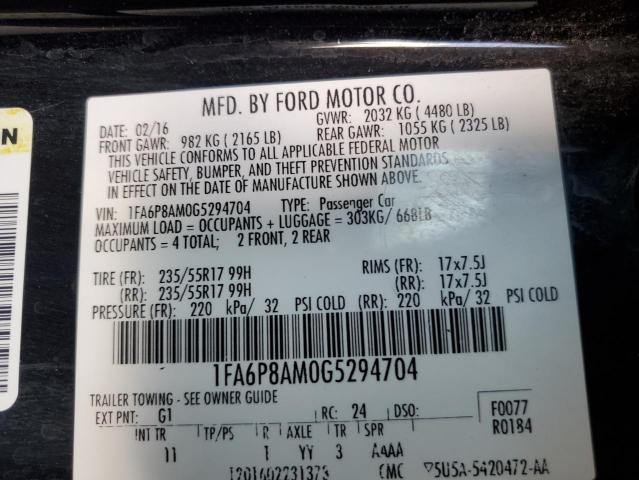 N
MFD. BY FORD MOTOR CO.
DATE: 02/16 GVWR: 2032 KG ( 4480 LB)
FRONT GAWR: 982 KG ( 2165 LB) REAR GAWR: 1055 KG ( 2325 LB)
THIS VEHICLE CONFORMS TO ALL APPLICABLE FEDERAL MOTOR
VEHICLE SAFETY, BUMPER, AND THEFT PREVENTION STANDARDS
IN EFFECT ON THE DATE OF MANUFACTURE SHOWN ABOVE.
VIN: 1FA6P8AM0G5294704 TYPE: Passenger Car
MAXIMUM LOAD = OCCUPANTS + LUGGAGE = 303KG/ 668LB
OCCUPANTS = 4 TOTAL; 2 FRONT, 2 REAR
TIRE (FR): 235/55R17 99H RIMS (FR): 17x7.5J
(RR): 235/55R17 99H (RR): 17x7.5J
PRESSURE (FR): 220 kPa/ 32 PSI COLD (RR): 220 kPa/ 32 PSI COLD
1FA6P8AM0G5294704
TRAILER TOWING - SEE OWNER GUIDE
EXT PNT: G1 RC: 24 DSO: F0077
INT TR TP/PS R AXLE TR SPR R0184
11 1 YY 3 A4AA
CMC 5U5A-5420472-AA